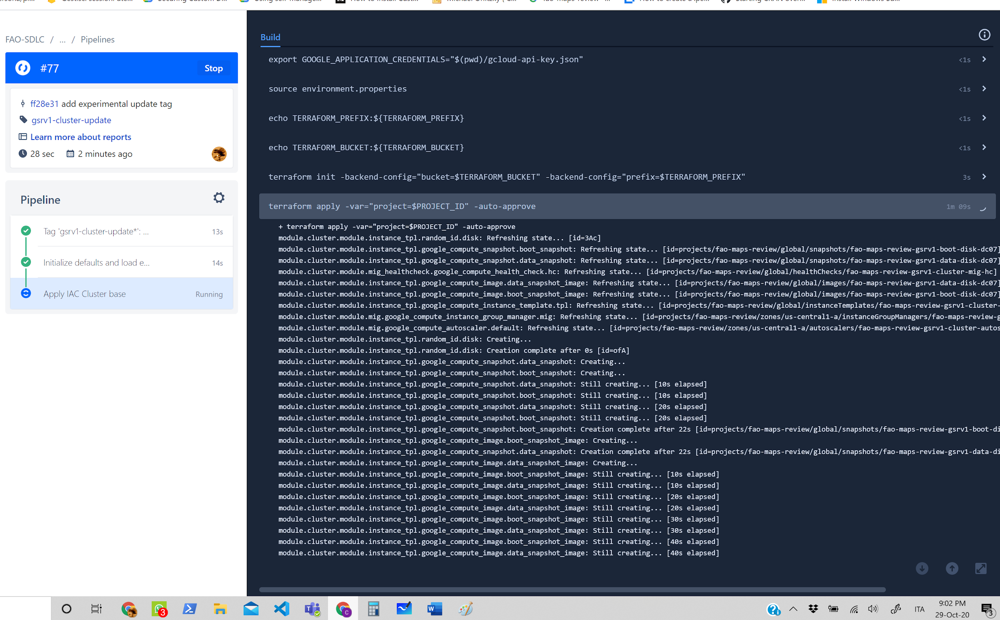 How to create a
FAO-SDLC / ... / Pipelines
#77
Stop
ff28e31 add experimental update tag
gsrv1-cluster-update
Learn more about reports
28 sec 2 minutes ago
Pipeline
Tag 'gsrv1-cluster-update*': ... 13s
Initialize defaults and load e... 14s
Apply IAC Cluster base Running
Build
export GOOGLE_APPLICATION_CREDENTIALS="$(pwd)/gcloud-api-key.json" <1s
source environment.properties <1s
echo TERRAFORM_PREFIX:${TERRAFORM_PREFIX} <1s
echo TERRAFORM_BUCKET:${TERRAFORM_BUCKET} <1s
terraform init -backend-config="bucket=$TERRAFORM_BUCKET" -backend-config="prefix=$TERRAFORM_PREFIX" 3s
terraform apply -var="project=$PROJECT_ID" -auto-approve 1m 09s
+ terraform apply -var="project=$PROJECT_ID" -auto-approve
module.cluster.module.instance_tpl.random_id.disk: Refreshing state... [id=3Ac]
module.cluster.module.instance_tpl.google_compute_snapshot.boot_snapshot: Refreshing state... [id=projects/fao-maps-review/global/snapshots/fao-maps-review-gsrv1-boot-disk-dc07]
module.cluster.module.instance_tpl.google_compute_snapshot.data_snapshot: Refreshing state... [id=projects/fao-maps-review/global/snapshots/fao-maps-review-gsrv1-data-disk-dc07]
module.cluster.module.mig_healthcheck.google_compute_health_check.hc: Refreshing state... [id=projects/fao-maps-review/global/healthChecks/fao-maps-review-gsrv1-cluster-mig-hc]
module.cluster.module.instance_tpl.google_compute_image.data_snapshot_image: Refreshing state... [id=projects/fao-maps-review/global/images/fao-maps-review-gsrv1-data-disk-dc07]
module.cluster.module.instance_tpl.google_compute_image.boot_snapshot_image: Refreshing state... [id=projects/fao-maps-review/global/images/fao-maps-review-gsrv1-boot-disk-dc07]
module.cluster.module.instance_tpl.google_compute_instance_template.tpl: Refreshing state... [id=projects/fao-maps-review/global/instanceTemplates/fao-maps-review-gsrv1-cluster-
module.cluster.module.mig.google_compute_instance_group_manager.mig: Refreshing state... [id=projects/fao-maps-review/zones/us-central1-a/instanceGroupManagers/fao-maps-review-g
module.cluster.module.mig.google_compute_autoscaler.default: Refreshing state... [id=projects/fao-maps-review/zones/us-central1-a/autoscalers/fao-maps-review-gsrv1-cluster-autos
module.cluster.module.instance_tpl.random_id.disk: Creating...
module.cluster.module.instance_tpl.random_id.disk: Creation complete after 0s [id=ofA]
module.cluster.module.instance_tpl.google_compute_snapshot.data_snapshot: Creating...
module.cluster.module.instance_tpl.google_compute_snapshot.boot_snapshot: Creating...
module.cluster.module.instance_tpl.google_compute_snapshot.data_snapshot: Still creating... [10s elapsed]
module.cluster.module.instance_tpl.google_compute_snapshot.boot_snapshot: Still creating... [10s elapsed]
module.cluster.module.instance_tpl.google_compute_snapshot.data_snapshot: Still creating... [20s elapsed]
module.cluster.module.instance_tpl.google_compute_snapshot.boot_snapshot: Still creating... [20s elapsed]
module.cluster.module.instance_tpl.google_compute_snapshot.boot_snapshot: Creation complete after 22s [id=projects/fao-maps-review/global/snapshots/fao-maps-review-gsrv1-boot-di
module.cluster.module.instance_tpl.google_compute_image.boot_snapshot_image: Creating...
module.cluster.module.instance_tpl.google_compute_snapshot.data_snapshot: Creation complete after 22s [id=projects/fao-maps-review/global/snapshots/fao-maps-review-gsrv1-data-di
module.cluster.module.instance_tpl.google_compute_image.data_snapshot_image: Creating...
module.cluster.module.instance_tpl.google_compute_image.boot_snapshot_image: Still creating... [10s elapsed]
module.cluster.module.instance_tpl.google_compute_image.data_snapshot_image: Still creating... [10s elapsed]
module.cluster.module.instance_tpl.google_compute_image.boot_snapshot_image: Still creating... [20s elapsed]
module.cluster.module.instance_tpl.google_compute_image.data_snapshot_image: Still creating... [20s elapsed]
module.cluster.module.instance_tpl.google_compute_image.boot_snapshot_image: Still creating... [30s elapsed]
module.cluster.module.instance_tpl.google_compute_image.data_snapshot_image: Still creating... [30s elapsed]
module.cluster.module.instance_tpl.google_compute_image.boot_snapshot_image: Still creating... [40s elapsed]
module.cluster.module.instance_tpl.google_compute_image.data_snapshot_image: Still creating... [40s elapsed]
3
T
C
W
ITA
9:02 PM
29-Oct-20
3